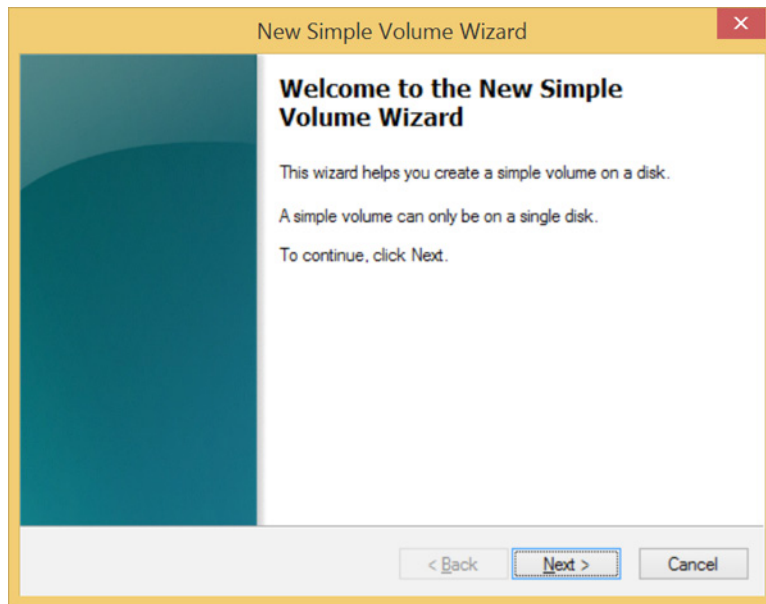 New Simple Volume Wizard
Welcome to the New Simple
Volume Wizard
This wizard helps you create a simple volume on a disk.
A simple volume can only be on a single disk.
To continue, click Next.
< Back
Next >
Cancel